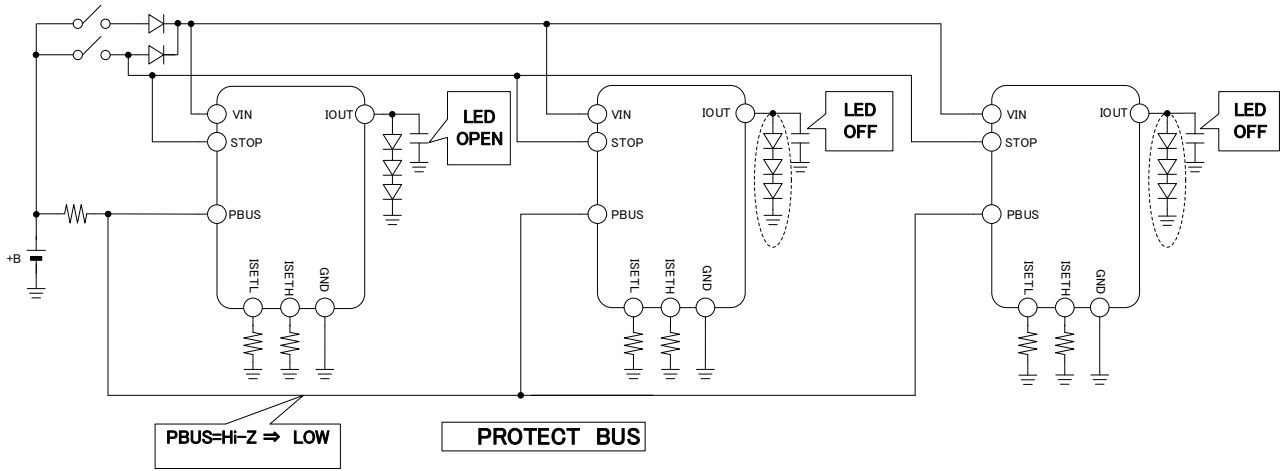 VIN
STOP
PBUS
IOUT
ISETL
ISETH
GND
LED
OPEN
VIN
STOP
PBUS
IOUT
ISETL
ISETH
GND
LED
OFF
VIN
STOP
PBUS
IOUT
ISETL
ISETH
GND
LED
OFF
+B
PBUS=Hi-Z ⇒ LOW
PROTECT BUS